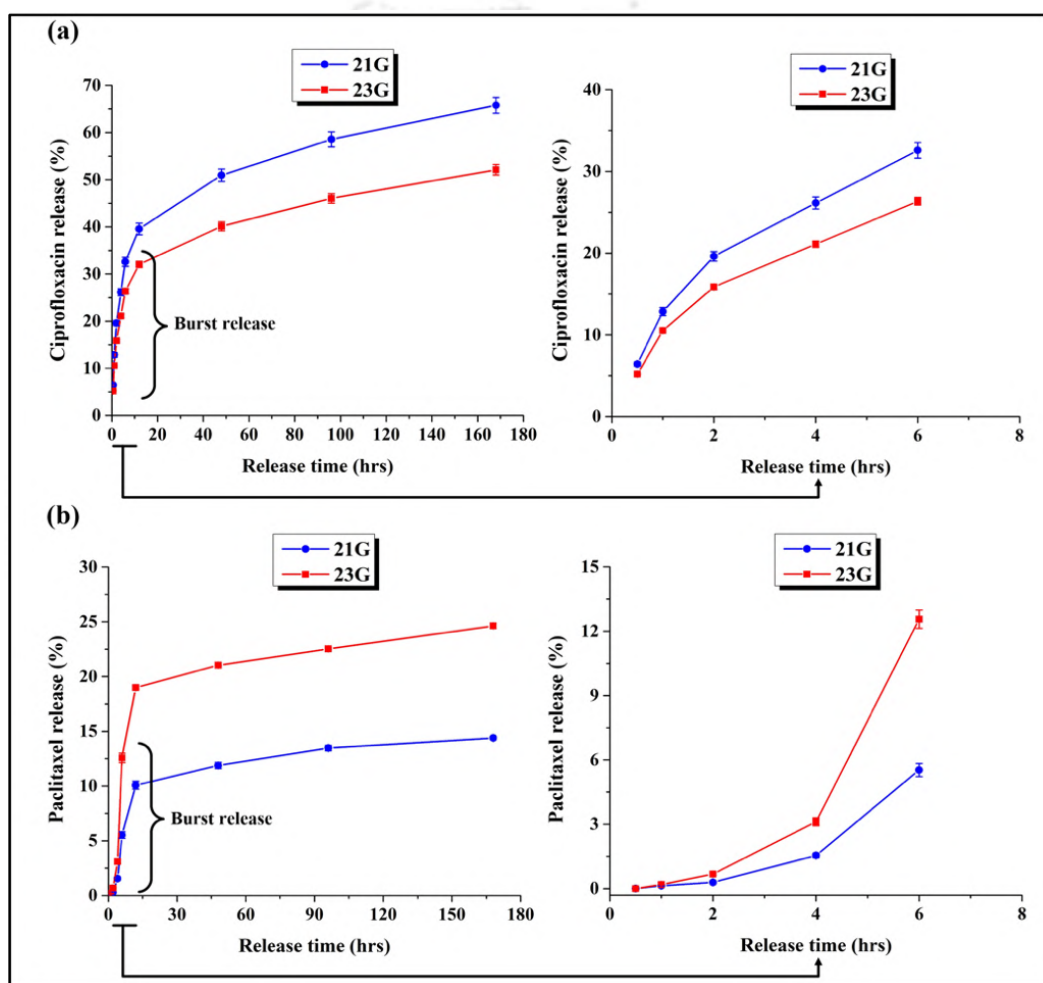 (a)
21G
23G
Ciprofloxacin release (%)
70
60
50
40
30
20
10
0
Burst release
0 20 40 60 80 100 120 140 160 180
Release time (hrs)
21G
23G
Ciprofloxacin release (%)
40
30
20
10
0
0 2 4 6 8
Release time (hrs)
(b)
21G
23G
Paclitaxel release (%)
30
25
20
15
10
5
0
Burst release
0 30 60 90 120 150 180
Release time (hrs)
21G
23G
Paclitaxel release (%)
15
12
9
6
3
0
0 2 4 6 8
Release time (hrs)